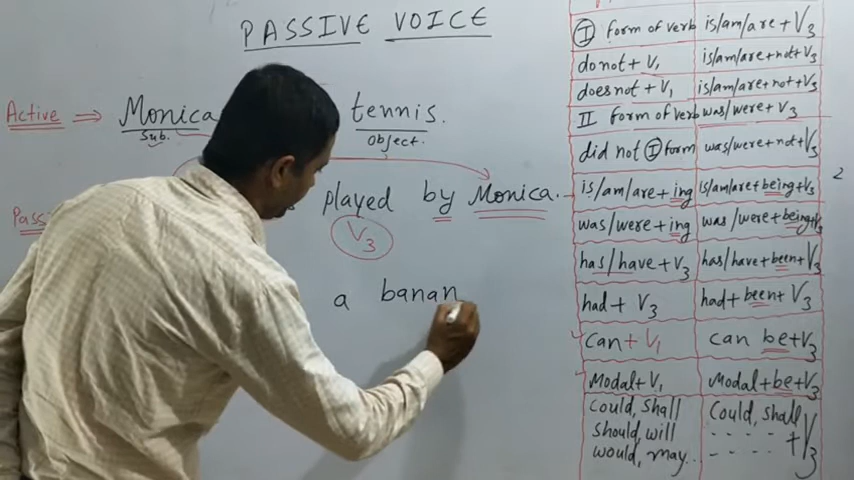 PASSIVE VOICE
Active ⇒ Monica tennis.
Sub. Object.
played by Monica.
V3
a banan
I form of verb is/am/are + V3
do not + V1 is/am/are + not + V3
does not + V1 is/am/are + not + V3
II form of verb was/were + V3
did not I form was/were + not + V3
is/am/are + ing is/am/are + being + V3
was/were + ing was/were + being + V3
has/have + V3 has/have + been + V3
had + V3 had + been + V3
can + V1 can be + V3
Modal + V1 Modal + be + V3
Could, shall Could, shall
should, will - - - - + V3
would, may.. - - - -
2